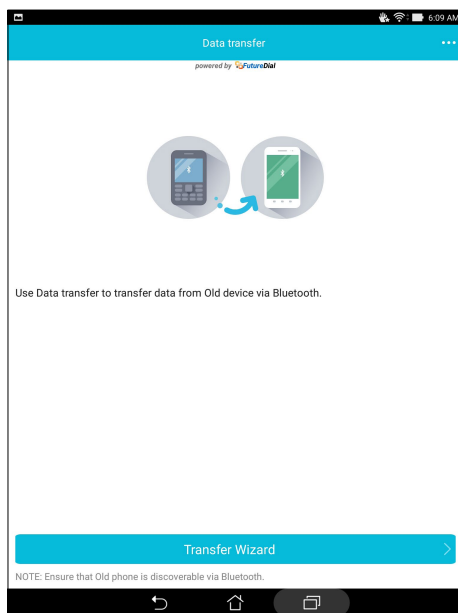 6:09 AM
Data transfer
powered by FutureDial
Use Data transfer to transfer data from Old device via Bluetooth.
Transfer Wizard
NOTE: Ensure that Old phone is discoverable via Bluetooth.